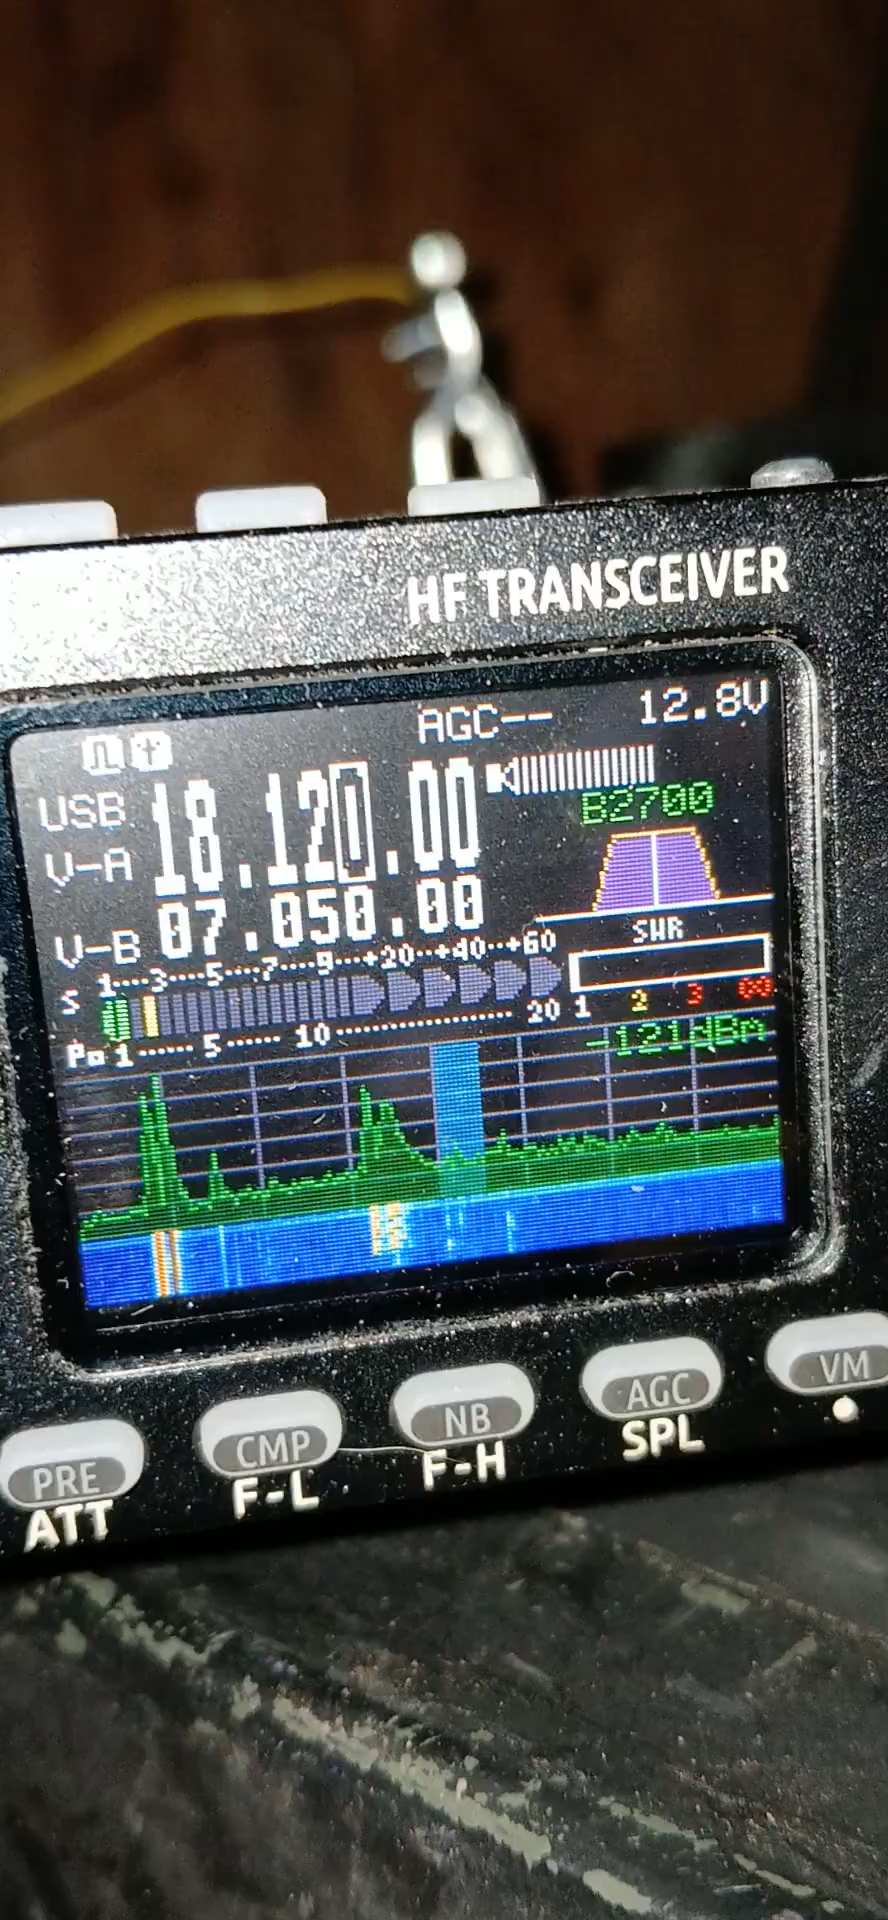 HF TRANSCEIVER
AGC-- 12.8V
USB 18.120.00
B2700
V-A
V-B 07.050.00
SWR
S 1····3····5····7····9··+20··+40··+60
1 2 3 ∞
Po 1······5······10··················20
-121dBm
PRE CMP NB AGC VM
ATT F-L F-H SPL